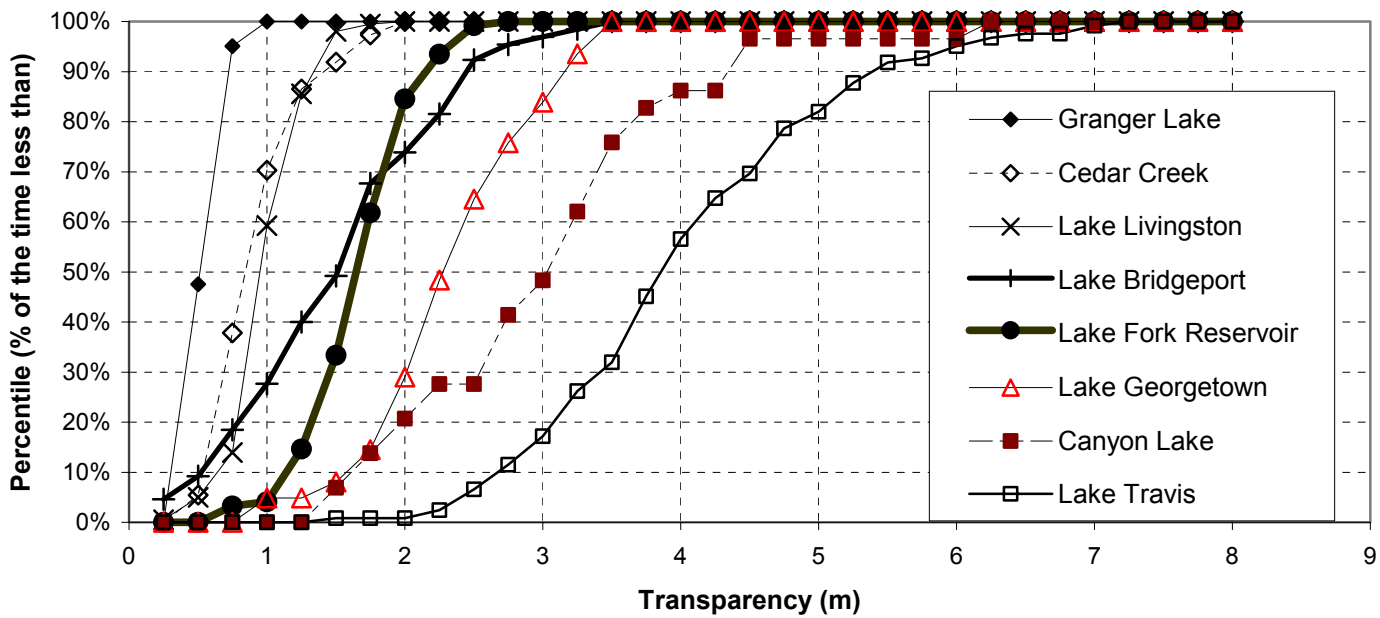 Percentile (% of the time less than)
100%
90%
80%
70%
60%
50%
40%
30%
20%
10%
0%
0 1 2 3 4 5 6 7 8 9
Transparency (m)
Granger Lake
Cedar Creek
Lake Livingston
Lake Bridgeport
Lake Fork Reservoir
Lake Georgetown
Canyon Lake
Lake Travis